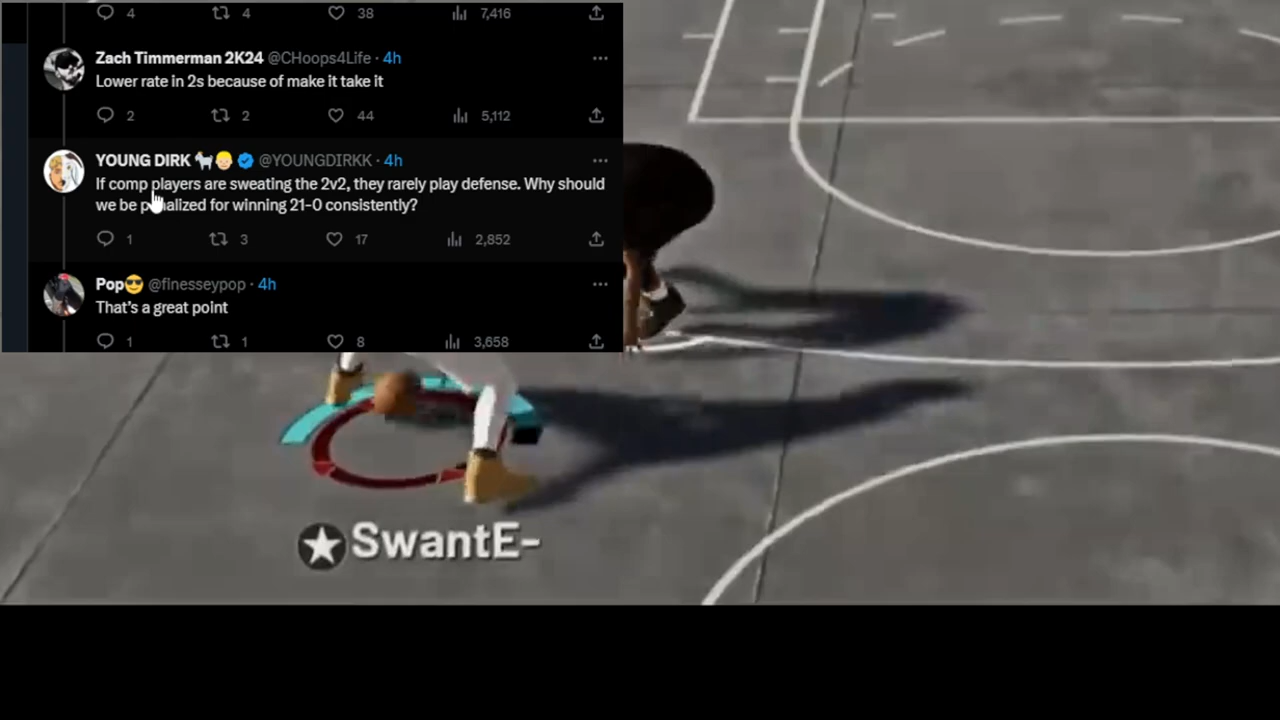 4 4 38 7,416
Zach Timmerman 2K24 @CHoops4Life · 4h
Lower rate in 2s because of make it take it
2 2 44 5,112
YOUNG DIRK 🐐👱🏼 @YOUNGDIRKK · 4h
If comp players are sweating the 2v2, they rarely play defense. Why should
we be penalized for winning 21-0 consistently?
1 3 17 2,852
Pop😎 @finesseypop · 4h
That's a great point
1 1 8 3,658
SwantE-